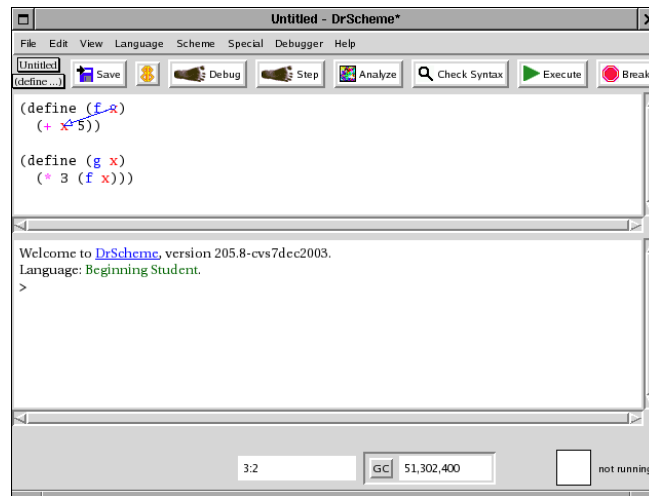 Untitled - DrScheme*
File Edit View Language Scheme Special Debugger Help
Untitled
(define ...)
Save Debug Step Analyze Check Syntax Execute Break
(define (f x)
(+ x 5))
(define (g x)
(* 3 (f x)))
Welcome to DrScheme, version 205.8-cvs7dec2003.
Language: Beginning Student.
>
3:2 GC 51,302,400 not running